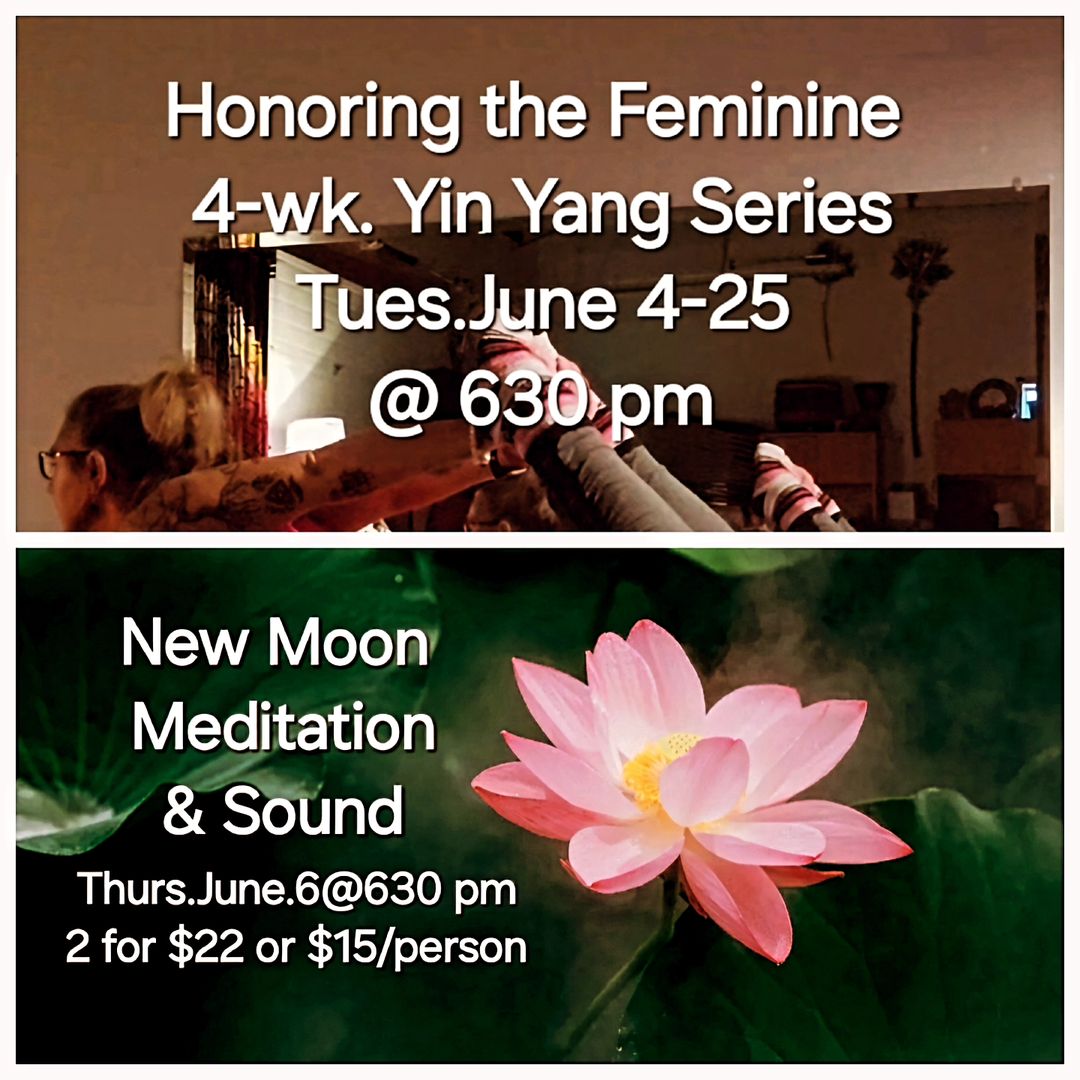 Honoring the Feminine
4-wk. Yin Yang Series
Tues.June 4-25
@ 630 pm
New Moon
Meditation
& Sound
Thurs.June.6@630 pm
2 for $22 or $15/person